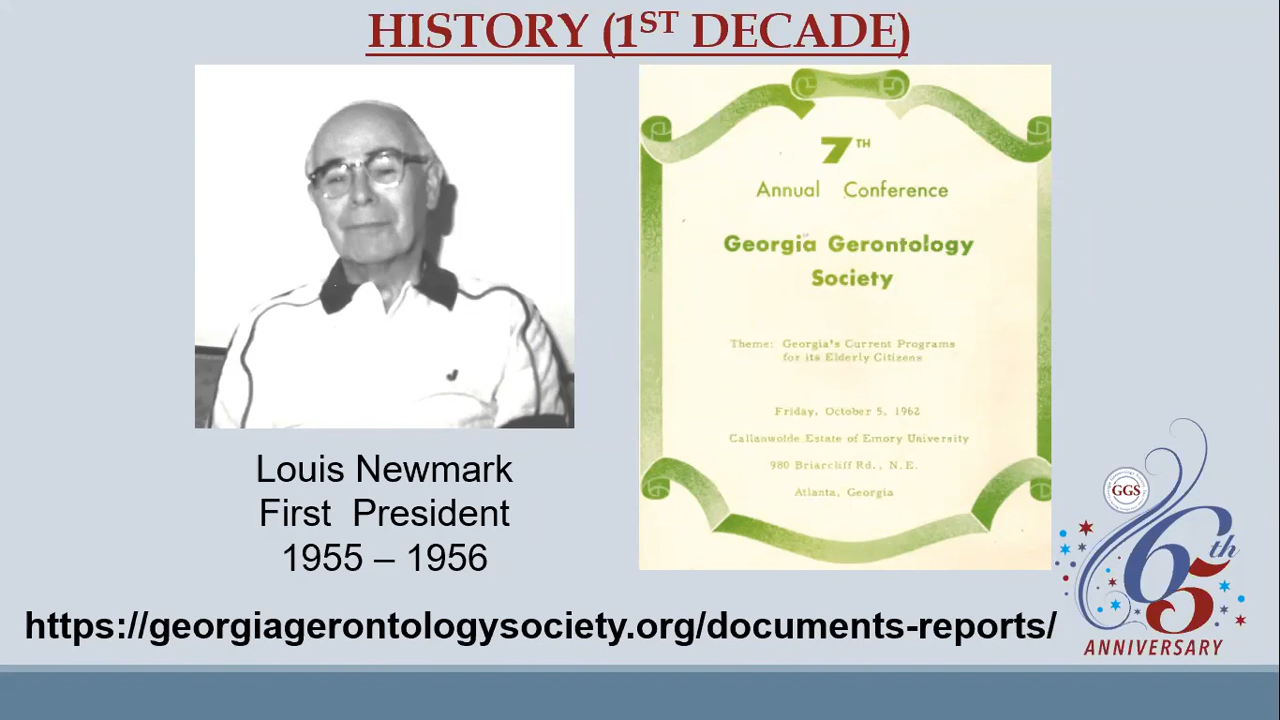 HISTORY (1ST DECADE)
7TH
Annual Conference
Georgia Gerontology
Society
Theme: Georgia's Current Programs
for its Elderly Citizens
Friday, October 5, 1962
Callanwolde Estate of Emory University
980 Briarcliff Rd., N.E.
Atlanta, Georgia
Louis Newmark
First President
1955 – 1956
https://georgiagerontologysociety.org/documents-reports/
GGS
65th
ANNIVERSARY